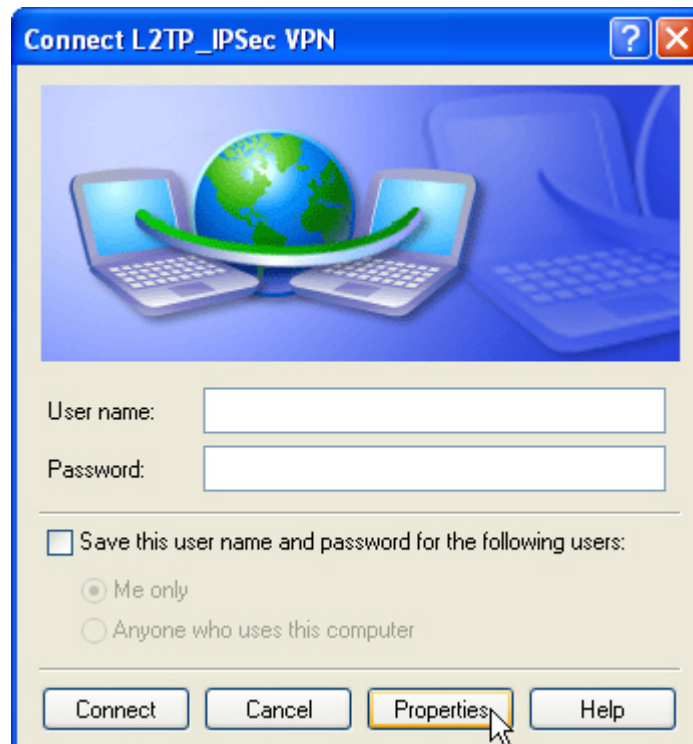 Connect L2TP_IPSec VPN
User name:
Password:
Save this user name and password for the following users:
Me only
Anyone who uses this computer
Connect Cancel Properties Help